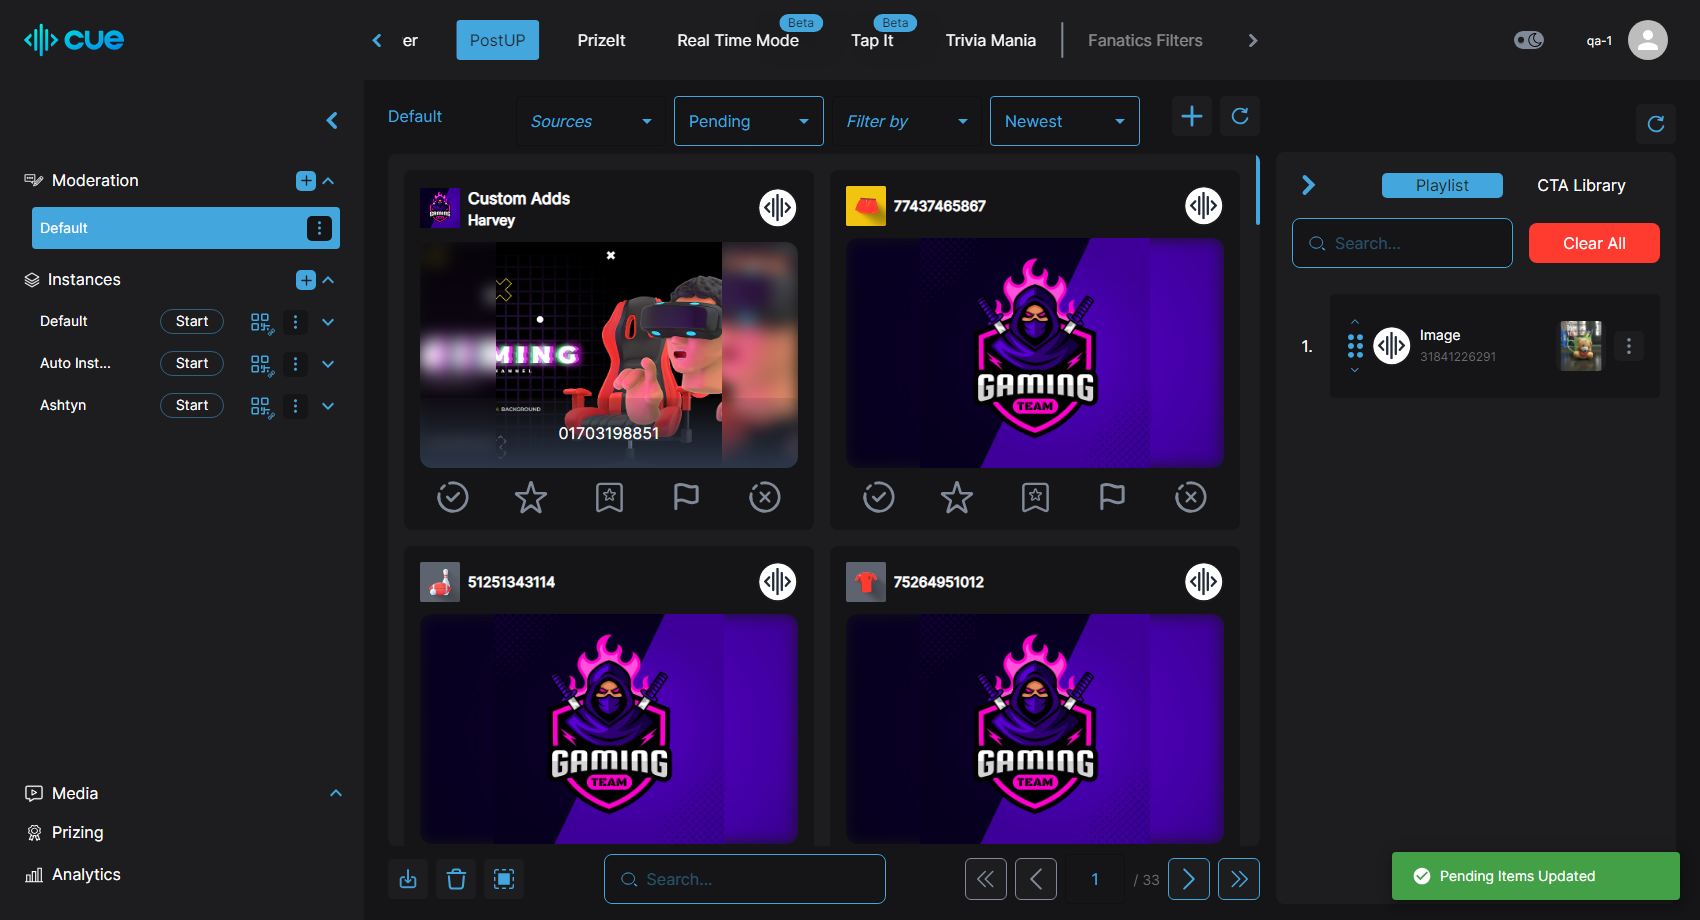 cue
er
PostUP
PrizeIt
Real Time Mode
Beta
Tap It
Beta
Trivia Mania
Fanatics Filters
qa-1
Moderation
Default
Instances
Default
Start
Auto Inst...
Start
Ashtyn
Start
Media
Prizing
Analytics
Default
Sources
Pending
Filter by
Newest
Custom Adds
Harvey
MING
BACKGROUND
01703198851
77437465867
GAMING
TEAM
51251343114
GAMING
TEAM
75264951012
GAMING
TEAM
Search...
1
/ 33
Playlist
CTA Library
Search...
Clear All
1.
Image
31841226291
Pending Items Updated